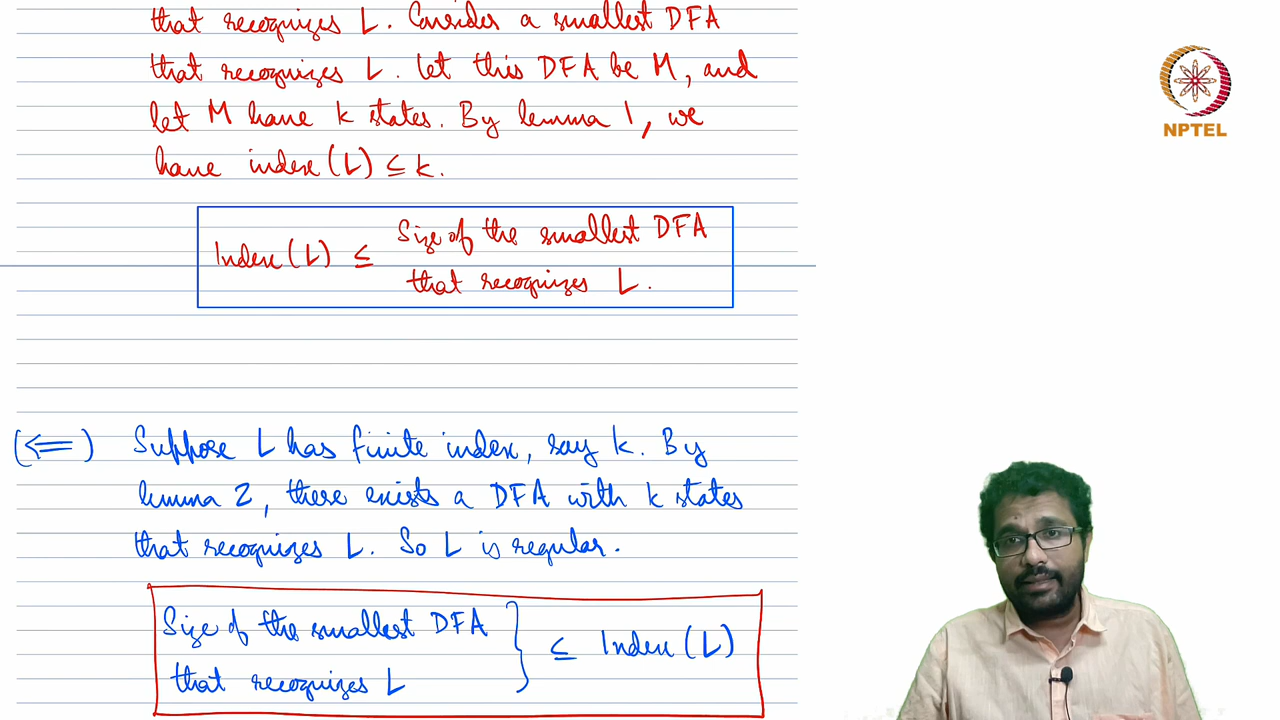 that recognizes L. Consider a smallest DFA
that recognizes L. Let this DFA be M, and
let M have k states. By lemma 1, we
have index (L) ≤ k.
Index (L) ≤ Size of the smallest DFA
that recognizes L.
(⇐) Suppose L has finite index, say k. By
lemma 2, there exists a DFA with k states
that recognizes L. So L is regular.
Size of the smallest DFA
that recognizes L } ≤ Index (L)
NPTEL